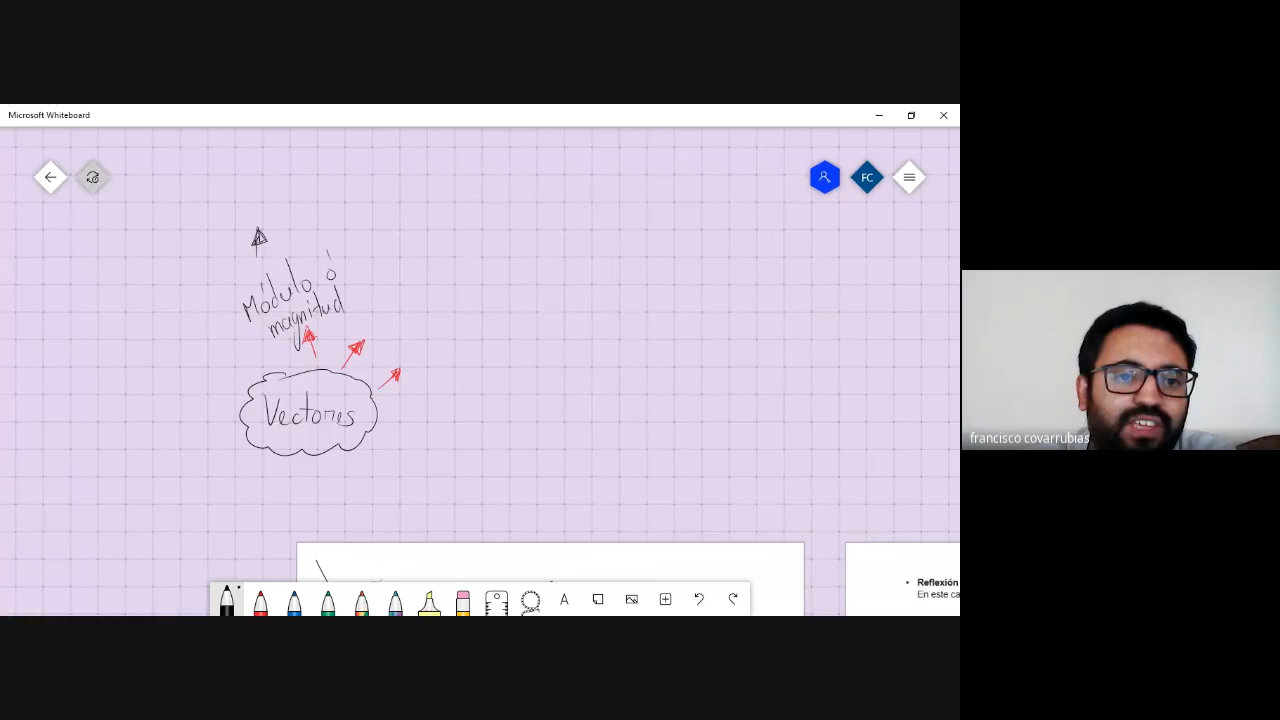 Microsoft Whiteboard
FC
Módulo ó
magnitud
Vectores
francisco covarrubias
Reflexión
En este ca
A